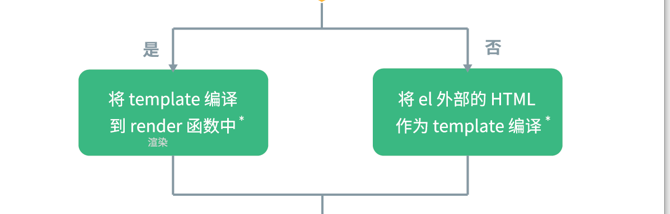 是
否
将 template 编译
到 render 函数中*
渲染
将 el 外部的 HTML
作为 template 编译*